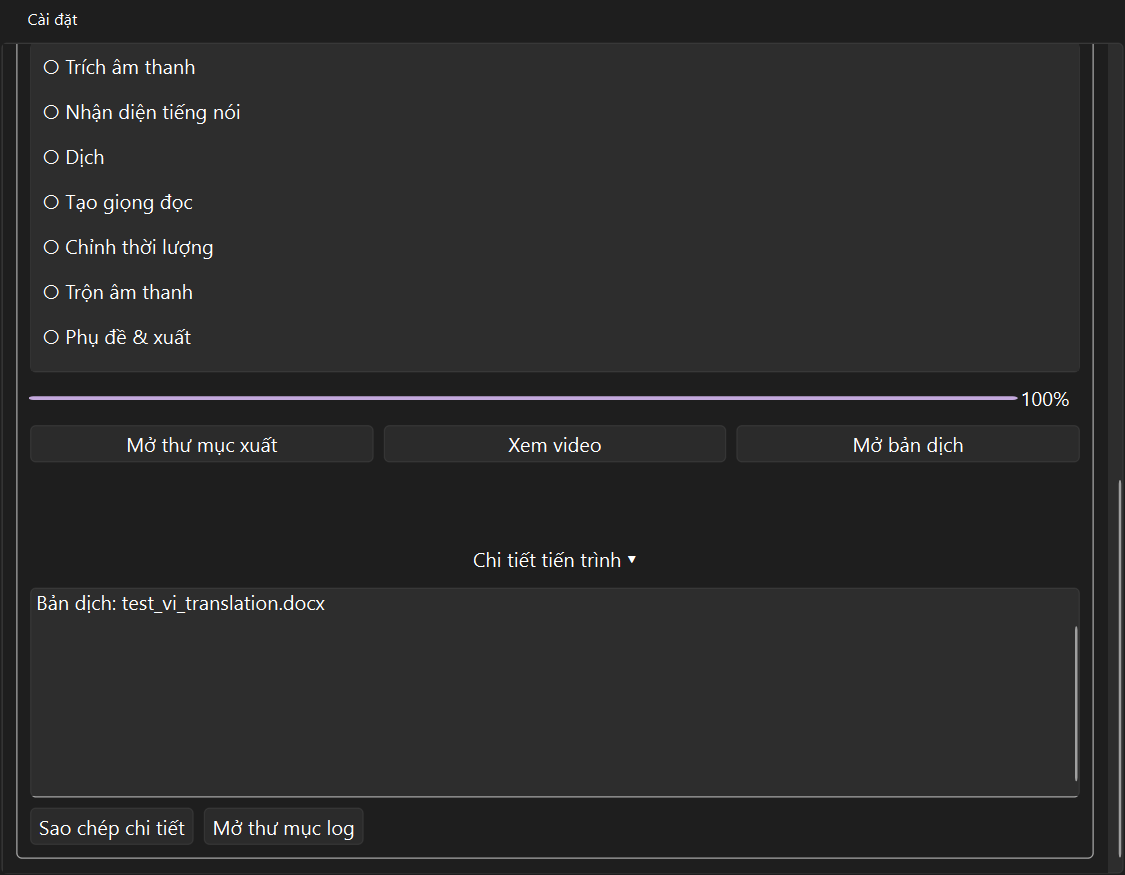 Cài đặt
Trích âm thanh
Nhận diện tiếng nói
Dịch
Tạo giọng đọc
Chỉnh thời lượng
Trộn âm thanh
Phụ đề & xuất
100%
Mở thư mục xuất
Xem video
Mở bản dịch
Chi tiết tiến trình ▾
Bản dịch: test_vi_translation.docx
Sao chép chi tiết
Mở thư mục log